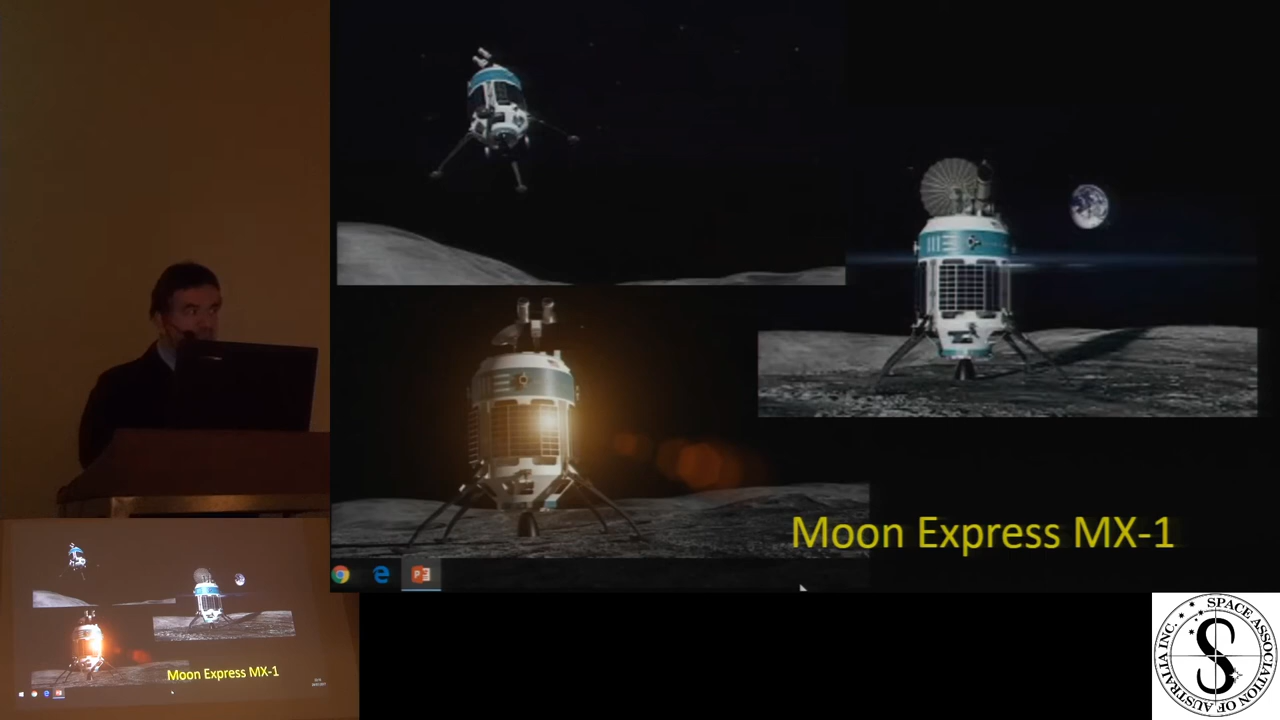 Moon Express MX-1
Moon Express MX-1
SPACE ASSOCIATION OF AUSTRALIA INC.
S